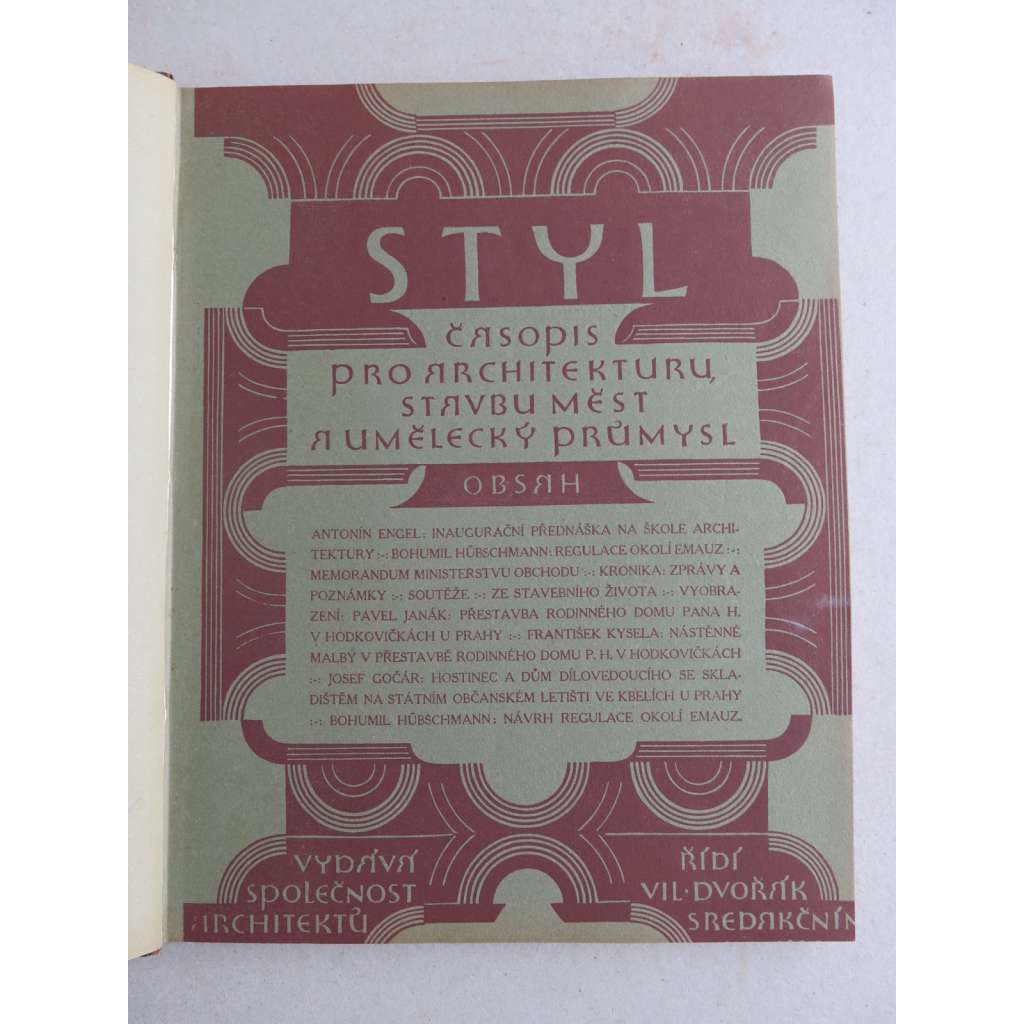 STYL
ČASOPIS
PRO ARCHITEKTURU,
STAVBU MĚST
A UMĚLECKÝ PRŮMYSL
OBSAH
ANTONÍN ENGEL: INAUGURAČNÍ PŘEDNÁŠKA NA ŠKOLE ARCHI-
TEKTURY :-: BOHUMIL HÜBSCHMANN: REGULACE OKOLÍ EMAUZ :-:
MEMORANDUM MINISTERSTVU OBCHODU :-: KRONIKA: ZPRÁVY A
POZNÁMKY :-: SOUTĚŽE :-: ZE STAVEBNÍHO ŽIVOTA :-: VYOBRA-
ZENÍ: PAVEL JANÁK: PŘESTAVBA RODINNÉHO DOMU PANA H.
V HODKOVIČKÁCH U PRAHY :-: FRANTIŠEK KYSELA: NÁSTĚNNÉ
MALBY V PŘESTAVBĚ RODINNÉHO DOMU P. H. V HODKOVIČKÁCH
:-: JOSEF GOČÁR: HOSTINEC A DŮM DÍLOVEDOUCÍHO SE SKLA-
DIŠTĚM NA STÁTNÍM OBČANSKÉM LETIŠTI VE KBELÍCH U PRAHY
:-: BOHUMIL HÜBSCHMANN: NÁVRH REGULACE OKOLÍ EMAUZ.
VYDÁVÁ
SPOLEČNOST
ARCHITEKTŮ
ŘÍDÍ
VIL·DVOŘÁK
S REDAKČNÍM